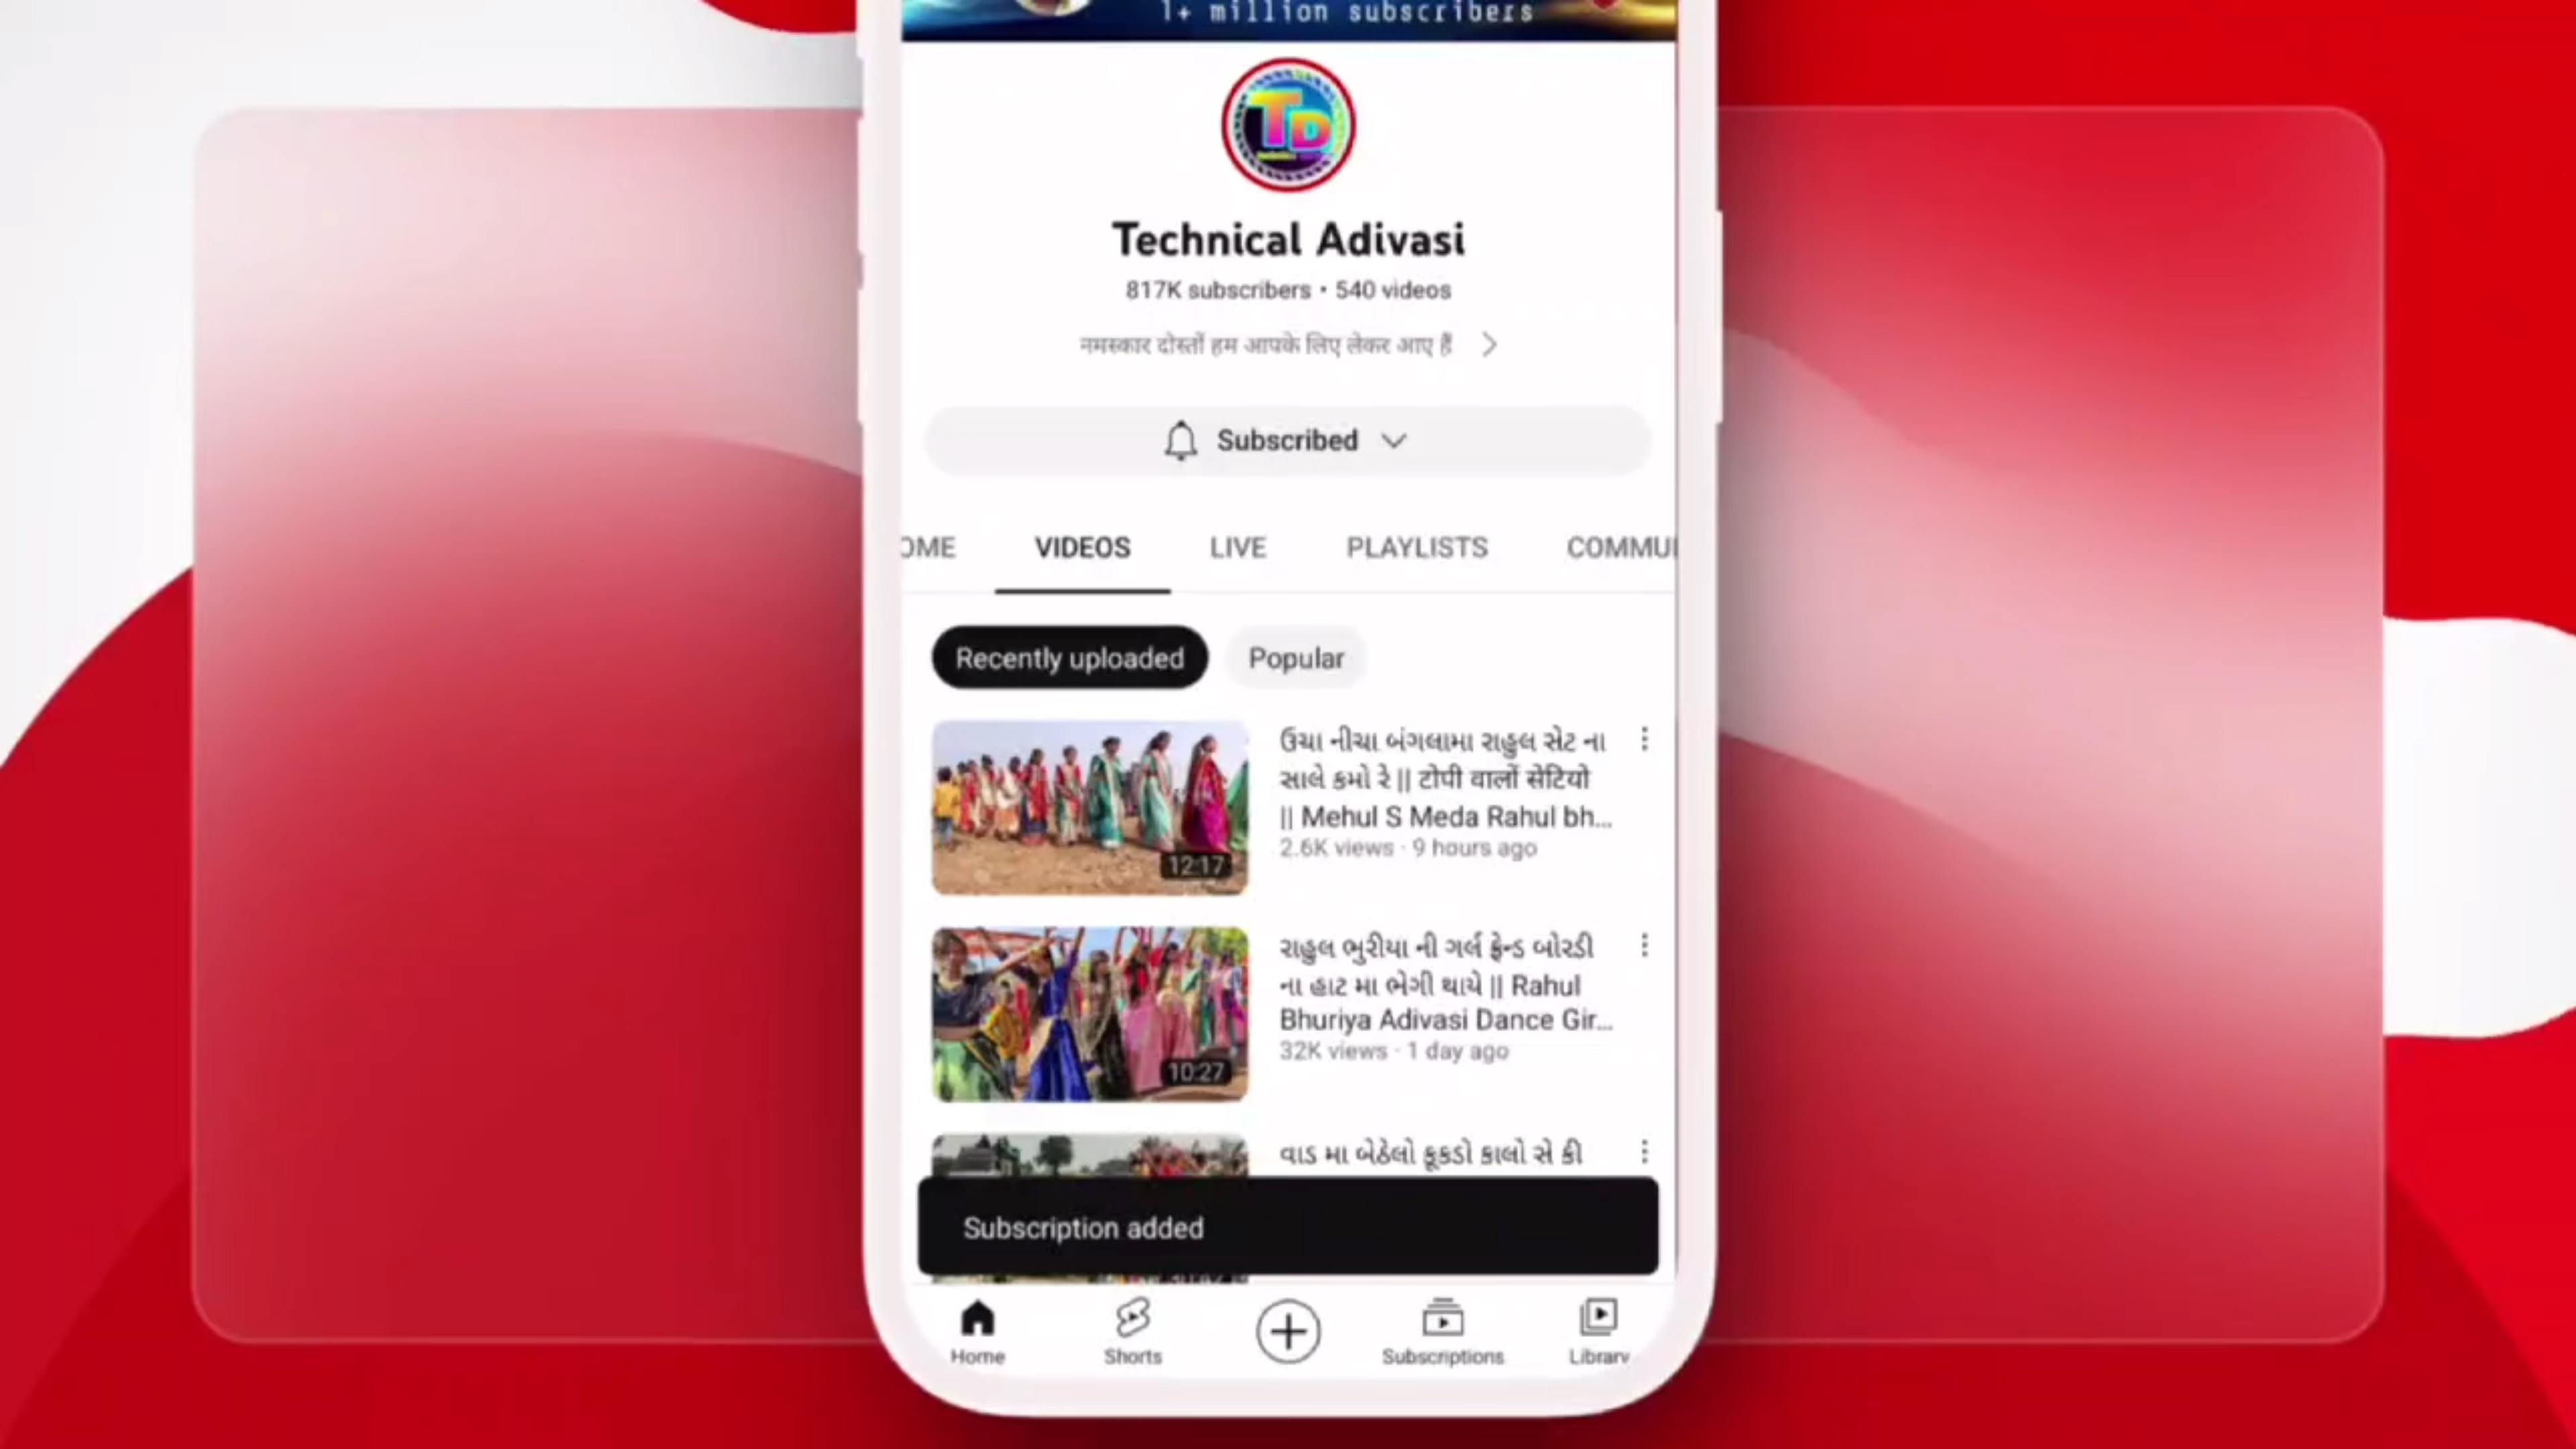 1+ million subscribers
TD
Technical Adivasi
817K subscribers • 540 videos
नमस्कार दोस्तों हम आपके लिए लेकर आए हैं
Subscribed
OME VIDEOS LIVE PLAYLISTS COMMU
Recently uploaded Popular
ઉચા નીચા બંગલામા રાહુલ સેટ ના
સાલે કમો રે || टोपी वालों सेटियो
|| Mehul S Meda Rahul bh...
2.6K views · 9 hours ago
12:17
રાહુલ ભુરીયા ની ગર્લ ફ્રેન્ડ બોરડી
ના હાટ મા ભેગી થાયે || Rahul
Bhuriya Adivasi Dance Gir...
32K views · 1 day ago
10:27
વાડ મા બેઠેલો કૂકડો કાલો સે કી
Subscription added
Home Shorts Subscriptions Library